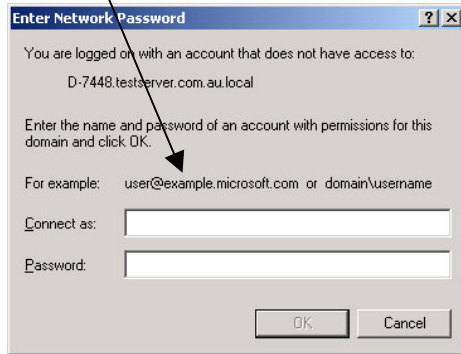 Enter Network Password
You are logged on with an account that does not have access to:
D-7448.testserver.com.au.local
Enter the name and password of an account with permissions for this
domain and click OK.
For example: user@example.microsoft.com or domain\username
Connect as:
Password:
OK Cancel